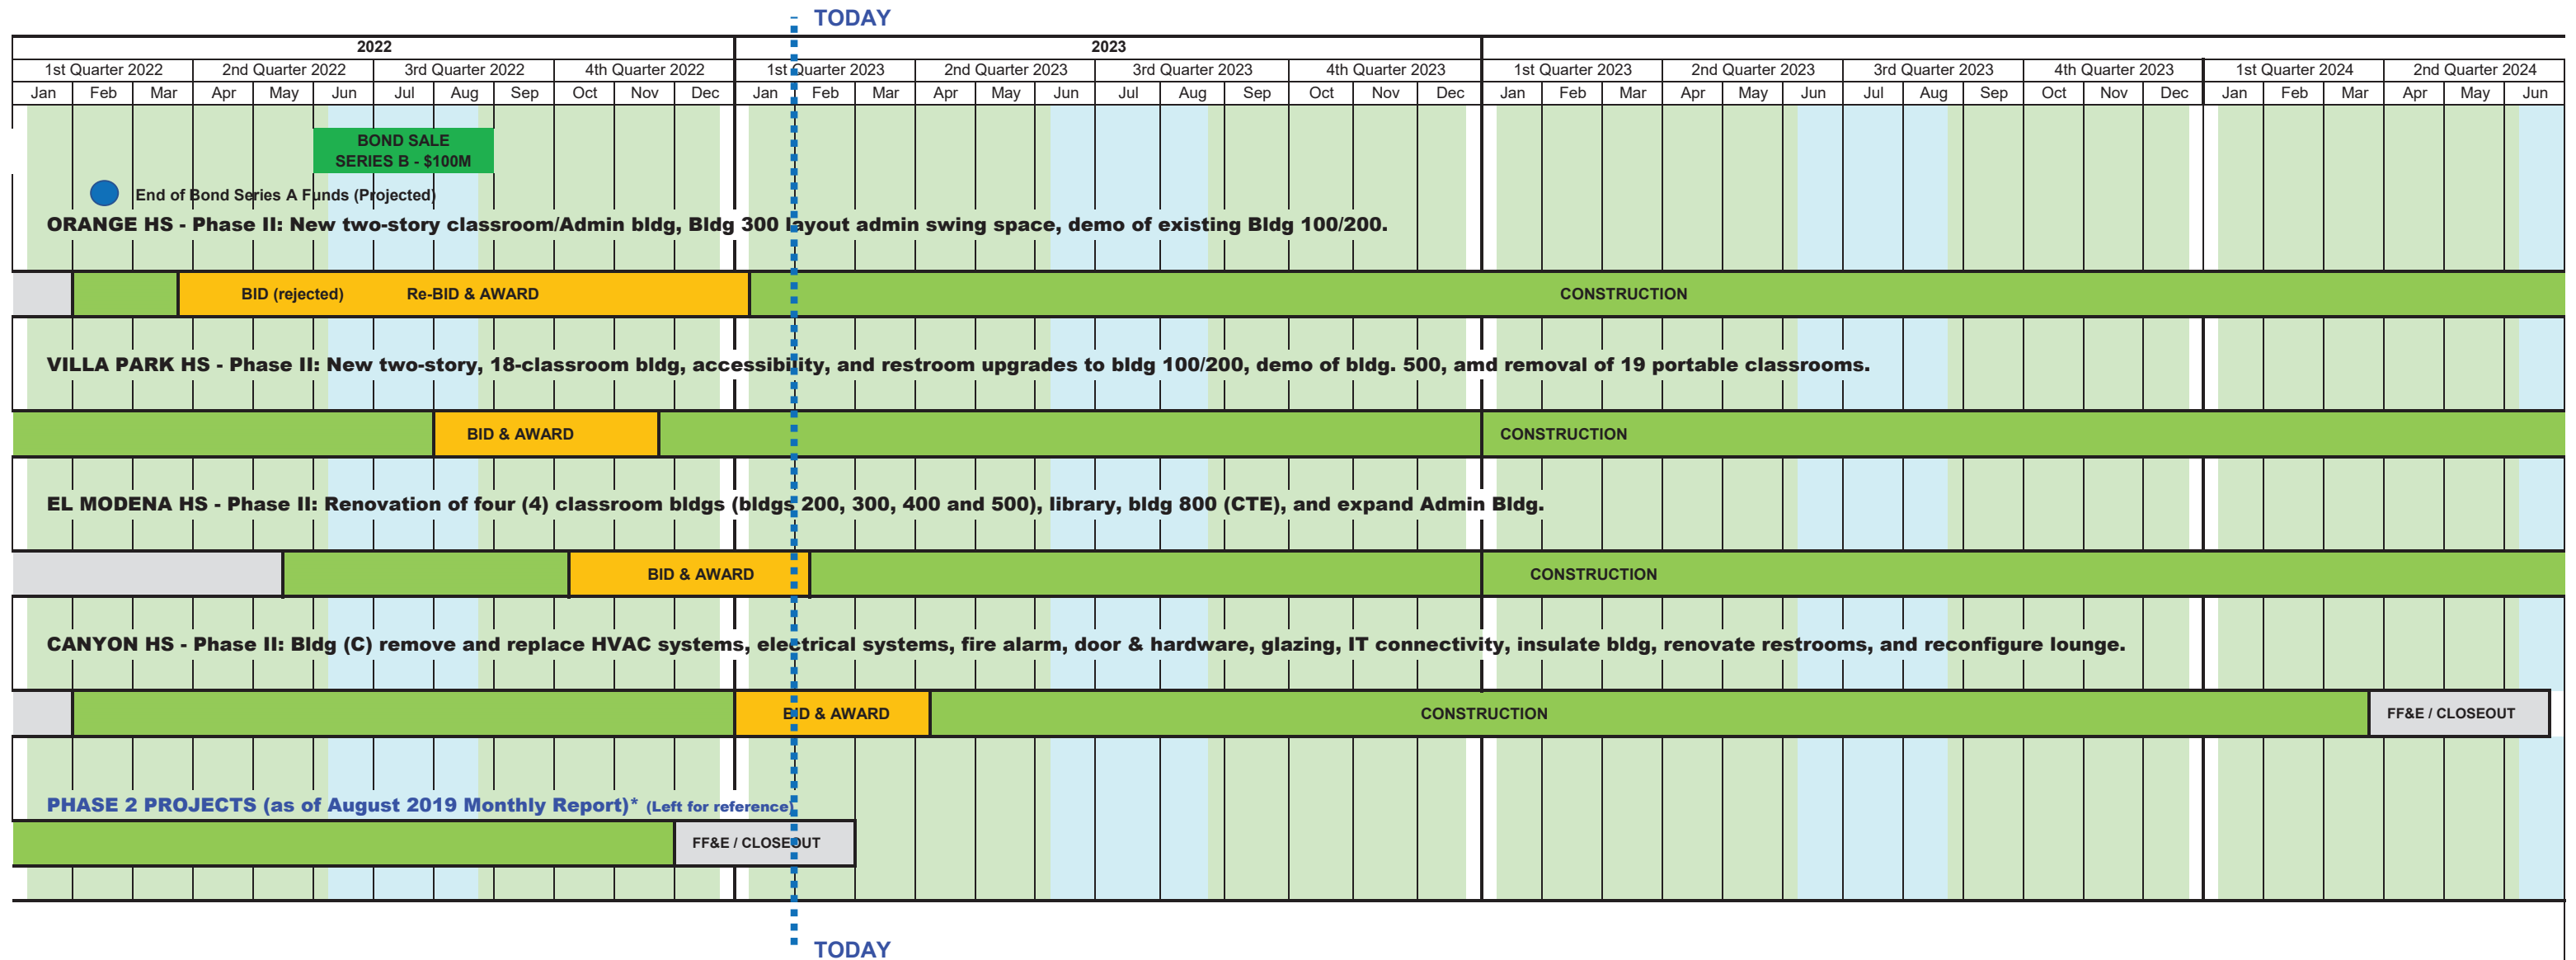 TODAY
2022 2023
1st Quarter 2022 2nd Quarter 2022 3rd Quarter 2022 4th Quarter 2022 1st Quarter 2023 2nd Quarter 2023 3rd Quarter 2023 4th Quarter 2023 1st Quarter 2023 2nd Quarter 2023 3rd Quarter 2023 4th Quarter 2023 1st Quarter 2024 2nd Quarter 2024
Jan Feb Mar Apr May Jun Jul Aug Sep Oct Nov Dec Jan Feb Mar Apr May Jun Jul Aug Sep Oct Nov Dec Jan Feb Mar Apr May Jun Jul Aug Sep Oct Nov Dec Jan Feb Mar Apr May Jun
BOND SALE
SERIES B - $100M
End of Bond Series A Funds (Projected)
ORANGE HS - Phase II: New two-story classroom/Admin bldg, Bldg 300 layout admin swing space, demo of existing Bldg 100/200.
BID (rejected) Re-BID & AWARD CONSTRUCTION
VILLA PARK HS - Phase II: New two-story, 18-classroom bldg, accessibility, and restroom upgrades to bldg 100/200, demo of bldg. 500, amd removal of 19 portable classrooms.
BID & AWARD CONSTRUCTION
EL MODENA HS - Phase II: Renovation of four (4) classroom bldgs (bldgs 200, 300, 400 and 500), library, bldg 800 (CTE), and expand Admin Bldg.
BID & AWARD CONSTRUCTION
CANYON HS - Phase II: Bldg (C) remove and replace HVAC systems, electrical systems, fire alarm, door & hardware, glazing, IT connectivity, insulate bldg, renovate restrooms, and reconfigure lounge.
BID & AWARD CONSTRUCTION FF&E / CLOSEOUT
PHASE 2 PROJECTS (as of August 2019 Monthly Report)* (Left for reference)
FF&E / CLOSEOUT
TODAY